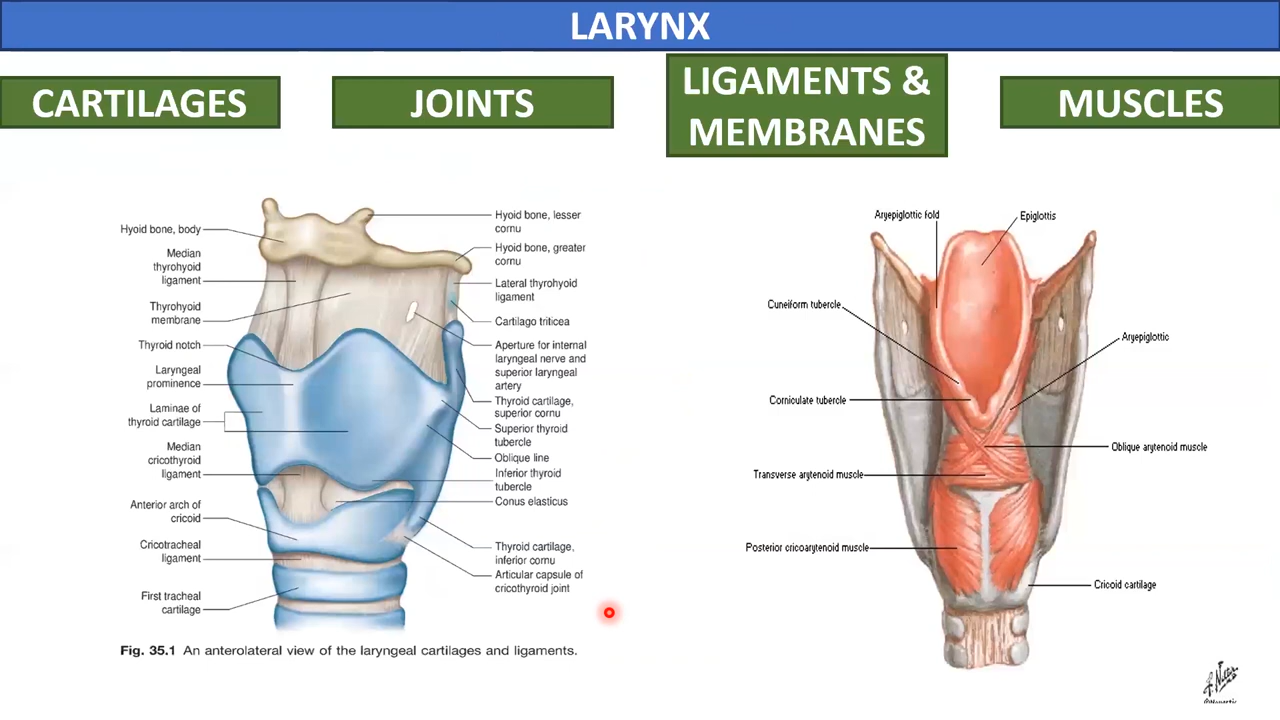 LARYNX
CARTILAGES
JOINTS
LIGAMENTS &
MEMBRANES
MUSCLES
Hyoid bone, body
Median
thyrohyoid
ligament
Thyrohyoid
membrane
Thyroid notch
Laryngeal
prominence
Laminae of
thyroid cartilage
Median
cricothyroid
ligament
Anterior arch of
cricoid
Cricotracheal
ligament
First tracheal
cartilage
Hyoid bone, lesser
cornu
Hyoid bone, greater
cornu
Lateral thyrohyoid
ligament
Cartilago triticea
Aperture for internal
laryngeal nerve and
superior laryngeal
artery
Thyroid cartilage,
superior cornu
Superior thyroid
tubercle
Oblique line
Inferior thyroid
tubercle
Conus elasticus
Thyroid cartilage,
inferior cornu
Articular capsule of
cricothyroid joint
Fig. 35.1 An anterolateral view of the laryngeal cartilages and ligaments.
Aryepiglottic fold
Epiglottis
Cuneiform tubercle
Aryepiglottic
Corniculate tubercle
Oblique arytenoid muscle
Transverse arytenoid muscle
Posterior cricoarytenoid muscle
Cricoid cartilage